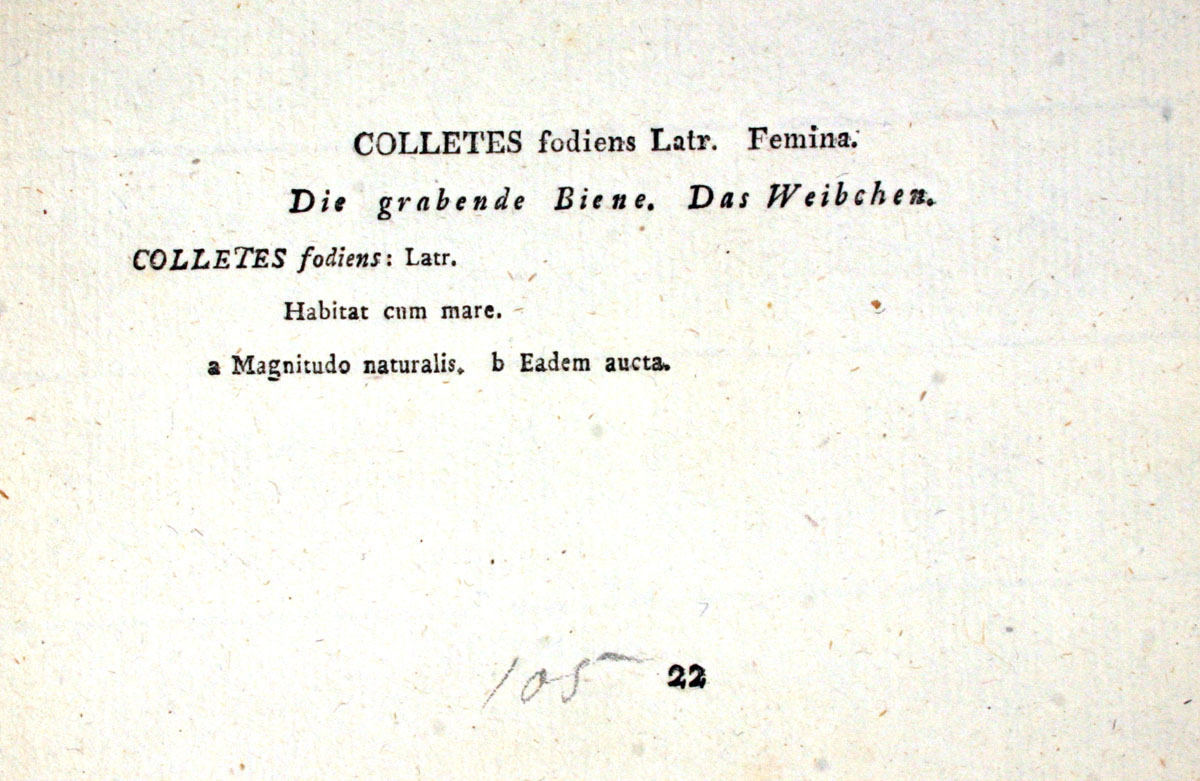 COLLETES fodiens Latr. Femina.
Die grabende Biene. Das Weibchen.
COLLETES fodiens: Latr.
Habitat cum mare.
a Magnitudo naturalis. b Eadem aucta.
105 22